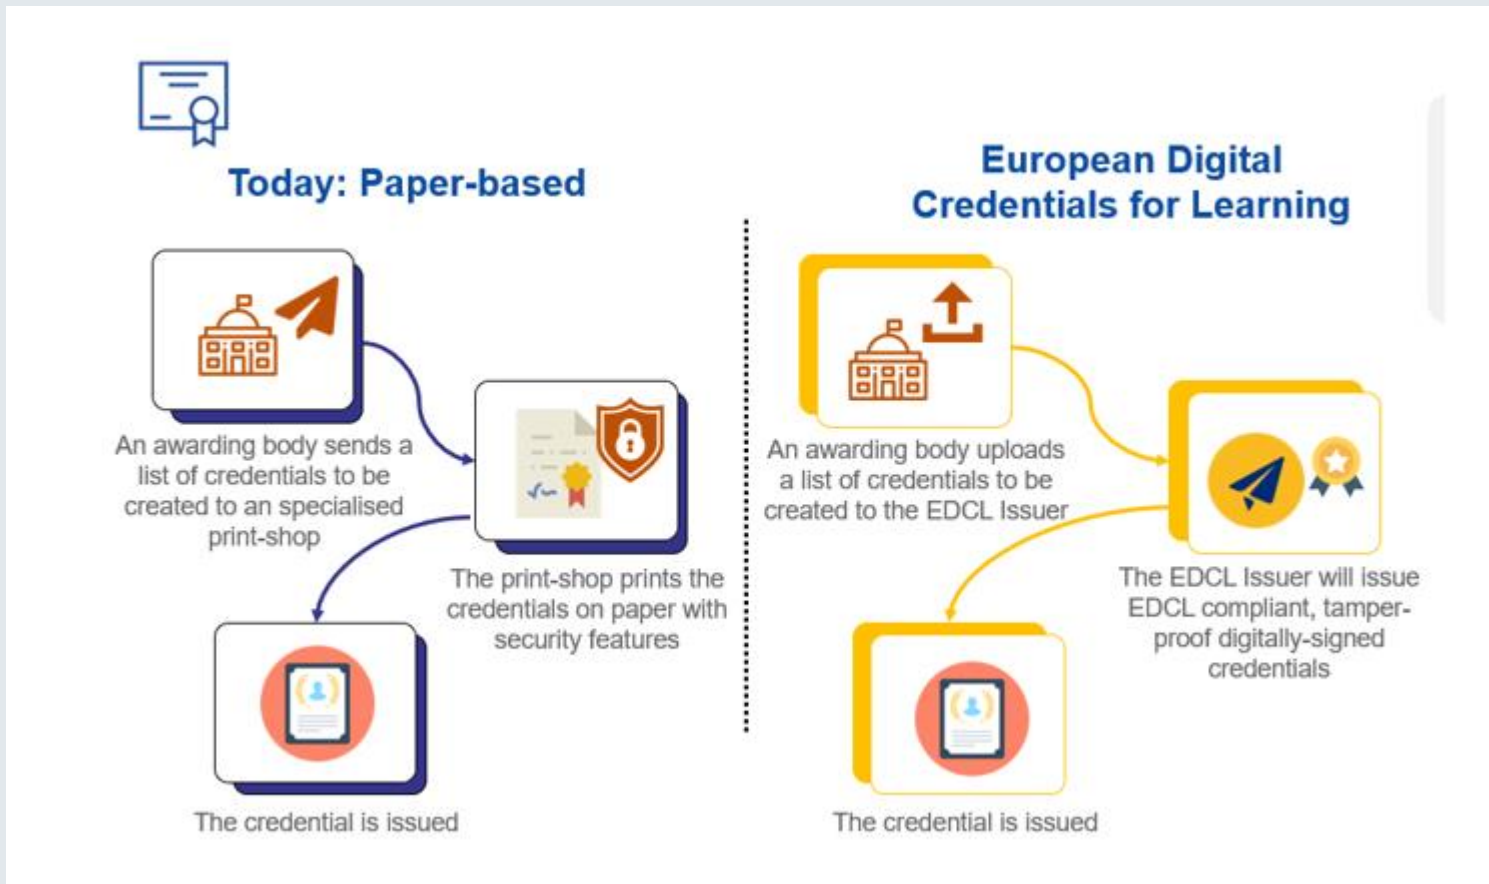 Today: Paper-based
An awarding body sends a
list of credentials to be
created to an specialised
print-shop
The print-shop prints the
credentials on paper with
security features
The credential is issued
European Digital
Credentials for Learning
An awarding body uploads
a list of credentials to be
created to the EDCL Issuer
The EDCL Issuer will issue
EDCL compliant, tamper-
proof digitally-signed
credentials
The credential is issued